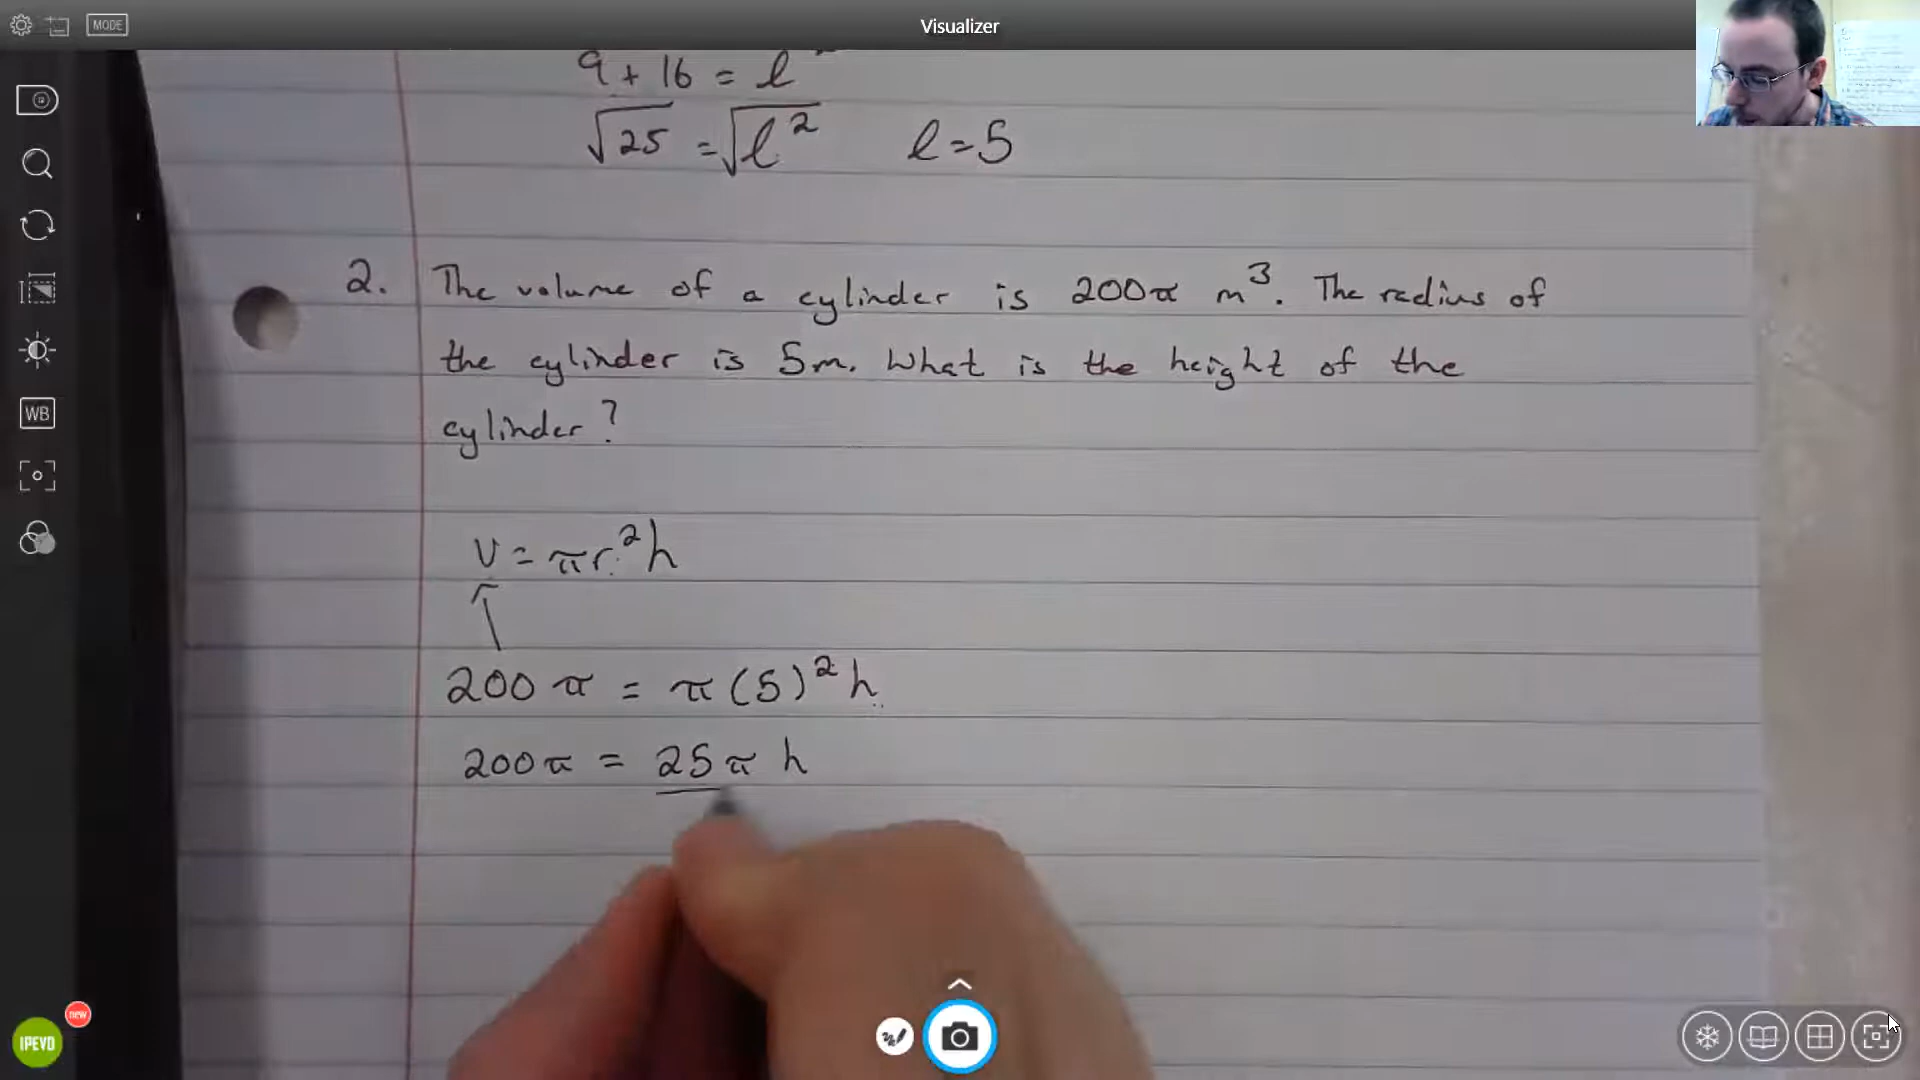 MODE
Visualizer
9 + 16 = l
√25 = √l² l = 5
2. The volume of a cylinder is 200π m³. The radius of
the cylinder is 5m. What is the height of the
cylinder?
V = πr²h
200π = π(5)²h
200π = 25π h
WB
new
IPEVO